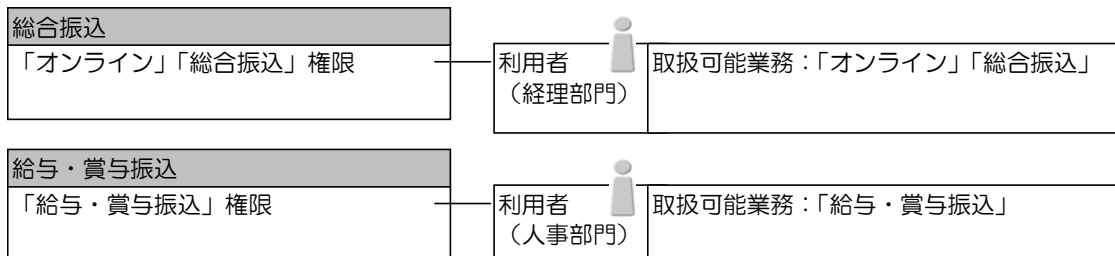 総合振込
「オンライン」「総合振込」権限
利用者
（経理部門）
取扱可能業務：「オンライン」「総合振込」
給与・賞与振込
「給与・賞与振込」権限
利用者
（人事部門）
取扱可能業務：「給与・賞与振込」